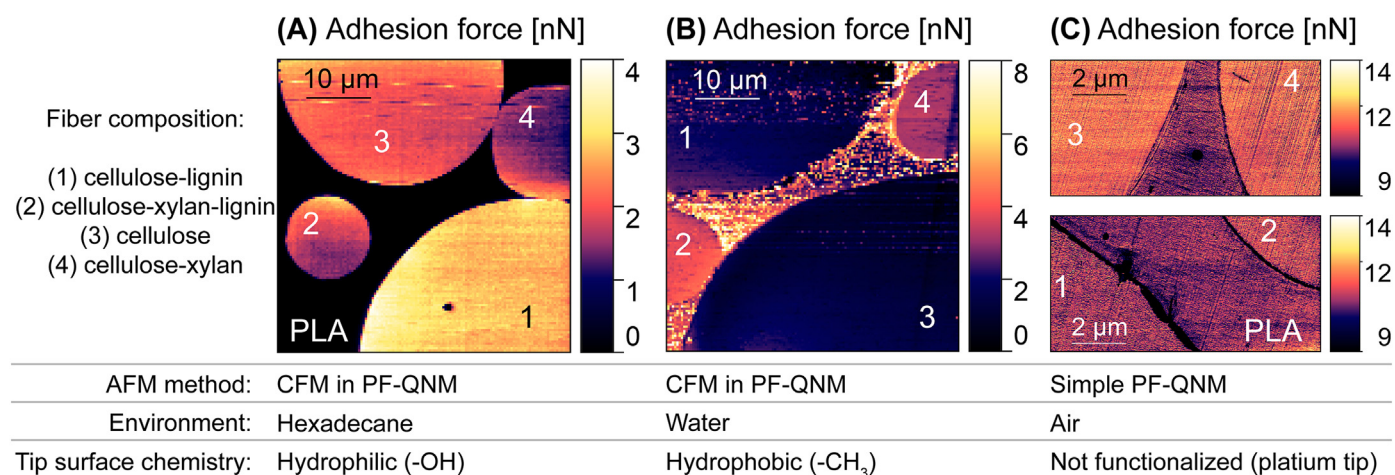 (A) Adhesion force [nN]
(B) Adhesion force [nN]
(C) Adhesion force [nN]
Fiber composition:
(1) cellulose-lignin
(2) cellulose-xylan-lignin
(3) cellulose
(4) cellulose-xylan
10 µm
3
4
2
1
PLA
4
3
2
1
0
10 µm
4
1
2
3
8
6
4
2
0
2 µm
4
3
14
12
9
2
1
2 µm
PLA
14
12
9
AFM method: CFM in PF-QNM CFM in PF-QNM Simple PF-QNM
Environment: Hexadecane Water Air
Tip surface chemistry: Hydrophilic (-OH) Hydrophobic (-CH₃) Not functionalized (platium tip)